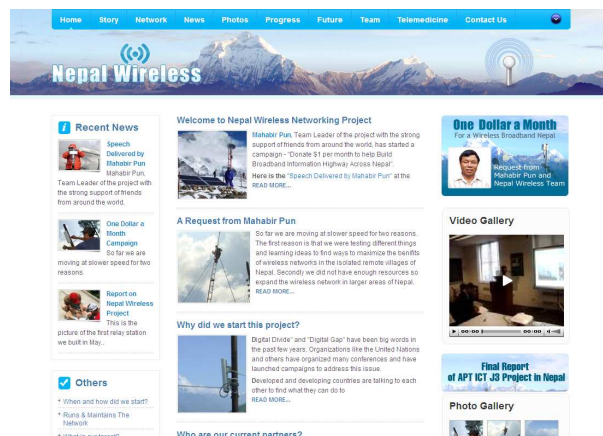 Home Story Network News Photos Progress Future Team Telemedicine Contact Us
Nepal Wireless
Recent News
Speech
Delivered by
Mahabir Pun
Mahabir Pun,
Team Leader of the project with
the strong support of friends
from around the world.
One Dollar a
Month
Campaign
So far we are
moving at slower speed for two
reasons.
Report on
Nepal Wireless
Project
This is the
picture of the first relay station
we built in May..
Others
When and how did we start?
Runs & Maintains The
Network
Welcome to Nepal Wireless Networking Project
Mahabir Pun, Team Leader of the project with the strong
support of friends from around the world, has started a
campaign - "Donate $1 per month to help Build
Broadband Information Highway Across Nepal".
Here is the "Speech Delivered by Mahabir Pun" at the
READ MORE...
A Request from Mahabir Pun
So far we are moving at slower speed for two reasons.
The first reason is that we were testing different things
and learning ideas to find ways to maximize the benifits
of wireless networks in the isolated remote villages of
Nepal. Secondly we did not have enough resources so
expand the wireless network in larger areas of Nepal.
READ MORE...
Why did we start this project?
Digital Divide" and "Digital Gap" have been big words in
the past few years. Organizations like the United Nations
and others have organized many conferences and have
launched campaigns to address this issue.
Developed and developing countries are talking to each
other to find what they can do to
READ MORE...
Who are our current partners?
One Dollar a Month
For a Wireless Broadband Nepal
Request from
Mahabir Pun and
Nepal Wireless Team
Video Gallery
00:00 00:00
Final Report
of APT ICT J3 Project in Nepal
Photo Gallery